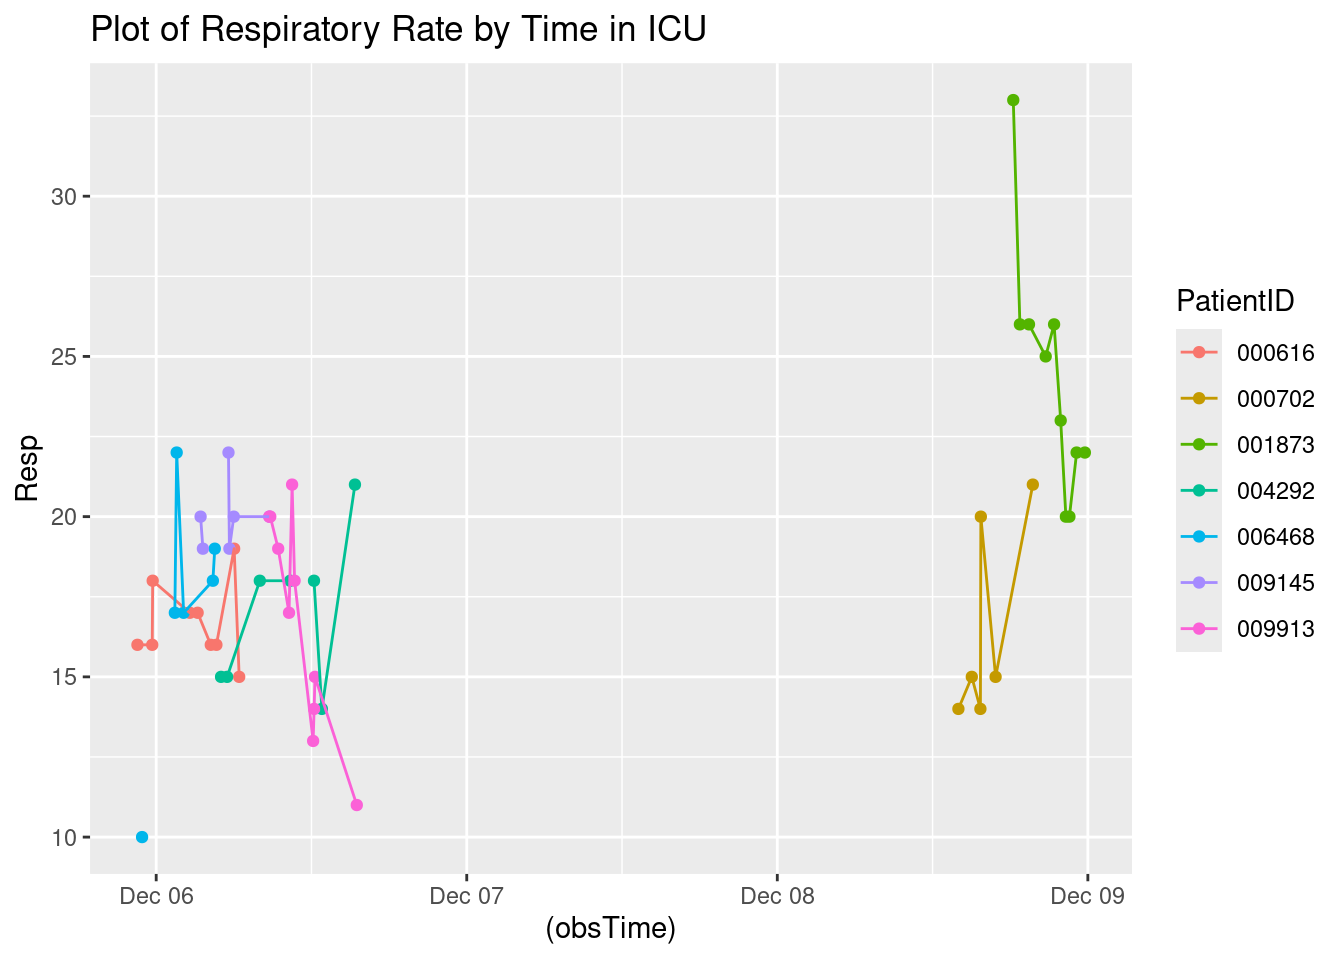 Plot of Respiratory Rate by Time in ICU
30
25
20
15
10
Resp
Dec 06
Dec 07
Dec 08
Dec 09
(obsTime)
PatientID
000616
000702
001873
004292
006468
009145
009913